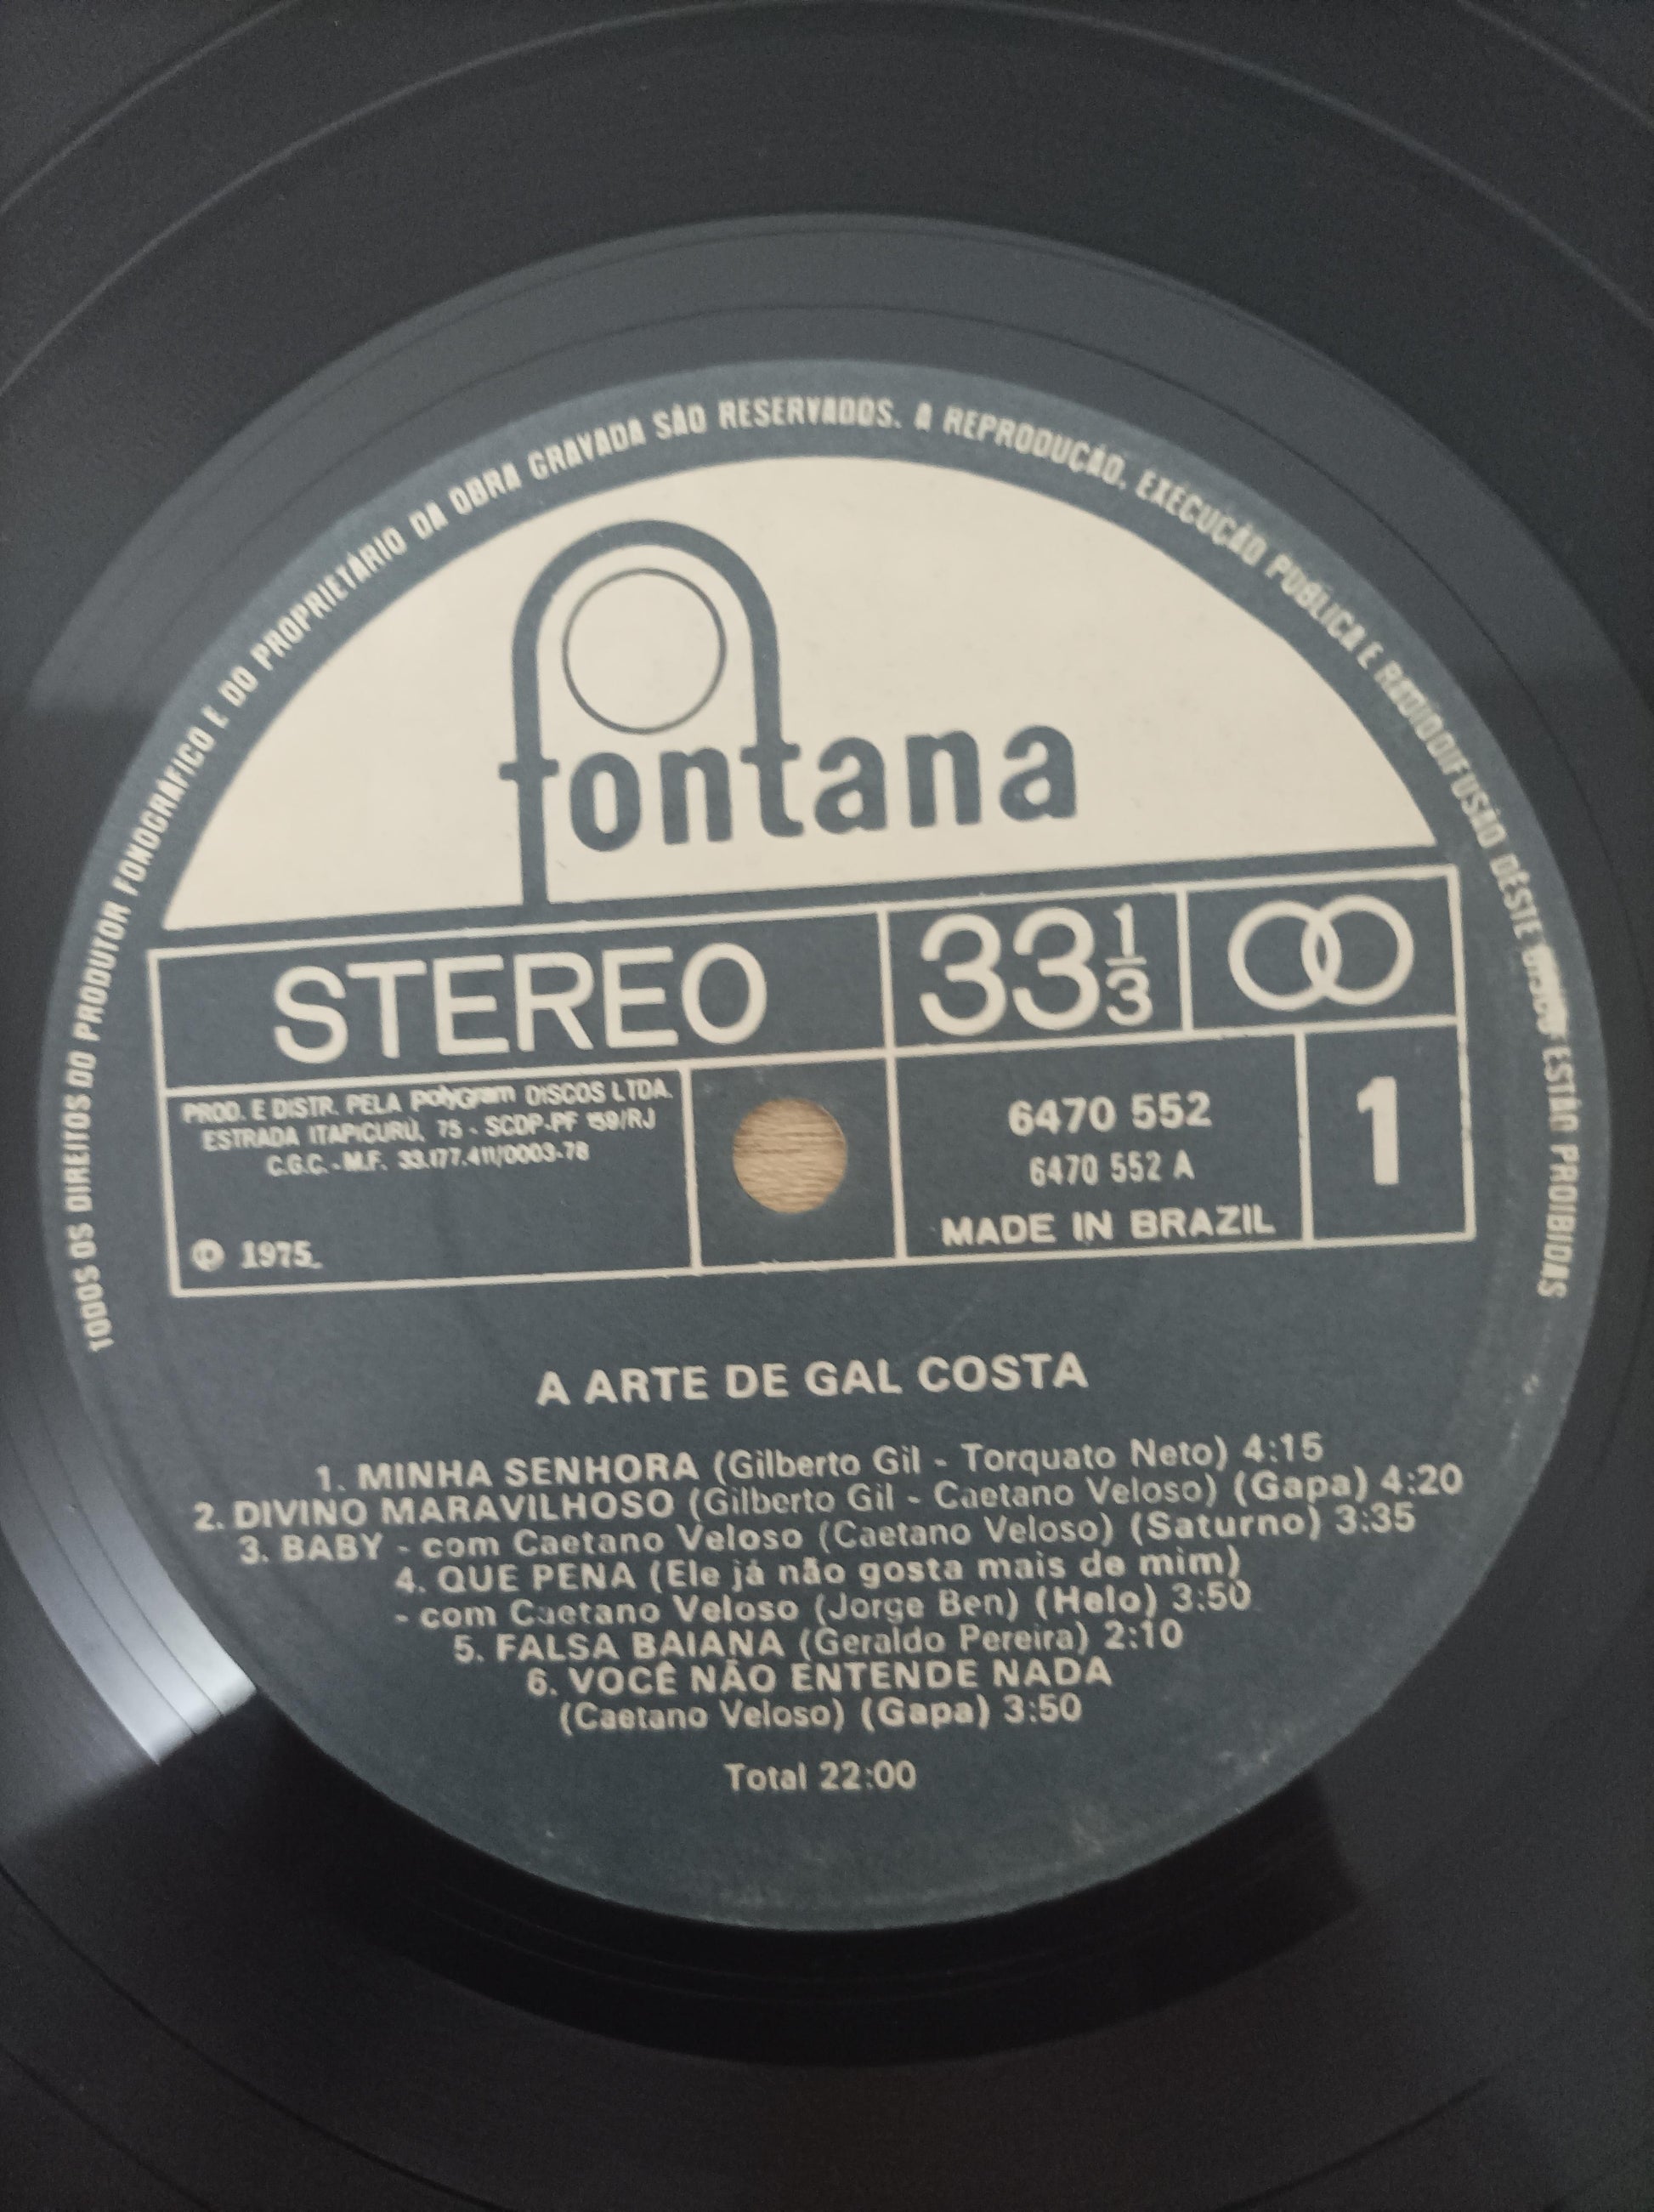 TODOS OS DIREITOS DO PRODUTOR FONOGRÁFICO E DO PROPRIETÁRIO DA OBRA GRAVADA SÃO RESERVADOS. A REPRODUÇÃO, EXECUÇÃO PÚBLICA E RADIODIFUSÃO DÊSTE DISCO ESTÃO PROIBIDAS
fontana
STEREO
33 1/3
PROD. E DISTR. PELA PolyGram DISCOS LTDA.
ESTRADA ITAPICURÚ, 75 - SCDP-PF 159/RJ
C.G.C.-M.F. 33.177.411/0003-78
℗ 1975.
6470 552
6470 552 A
MADE IN BRAZIL
1
A ARTE DE GAL COSTA
1. MINHA SENHORA (Gilberto Gil - Torquato Neto) 4:15
2. DIVINO MARAVILHOSO (Gilberto Gil - Caetano Veloso) (Gapa) 4:20
3. BABY - com Caetano Veloso (Caetano Veloso) (Saturno) 3:35
4. QUE PENA (Ele já não gosta mais de mim)
- com Caetano Veloso (Jorge Ben) (Helo) 3:50
5. FALSA BAIANA (Geraldo Pereira) 2:10
6. VOCÊ NÃO ENTENDE NADA
(Caetano Veloso) (Gapa) 3:50
Total 22:00